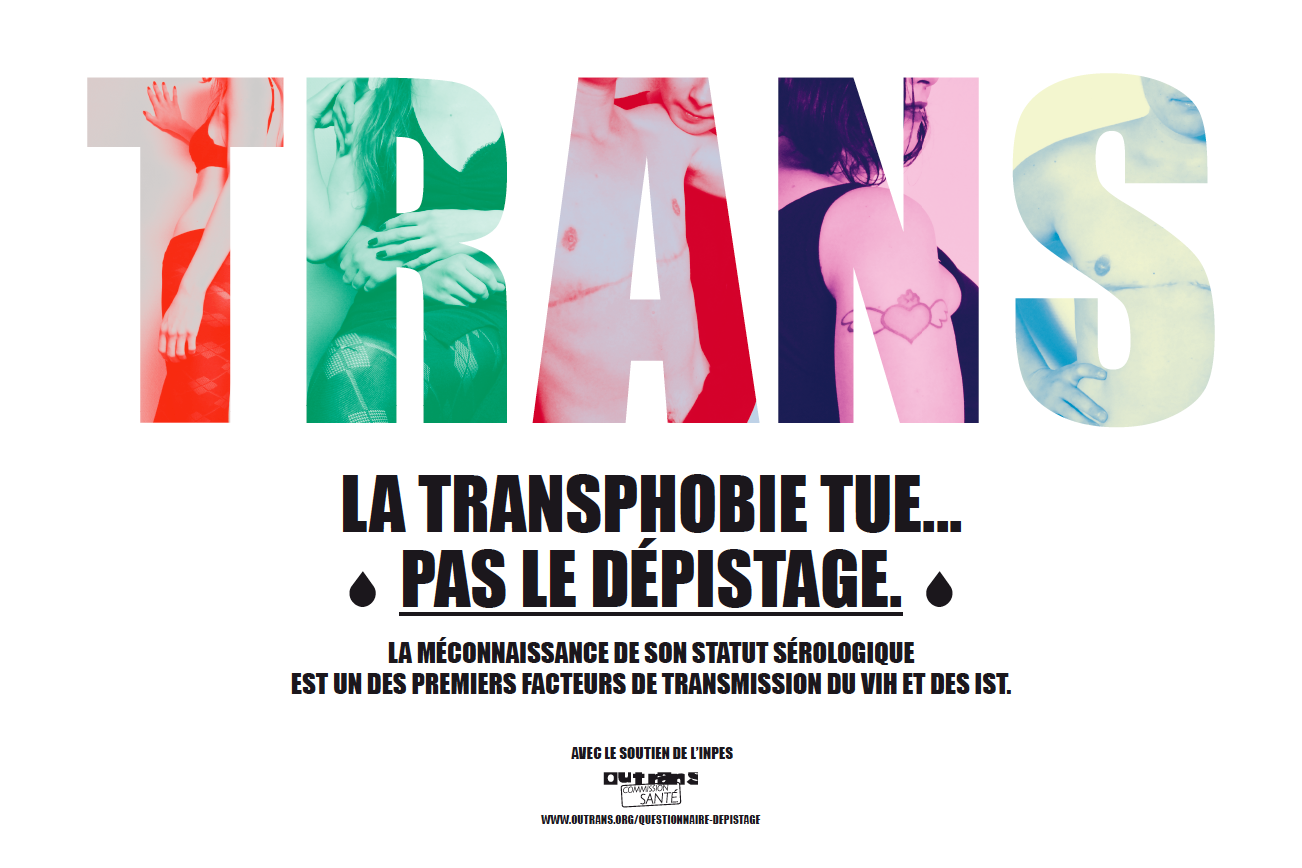 TRANS
LA TRANSPHOBIE TUE...
PAS LE DÉPISTAGE.
LA MÉCONNAISSANCE DE SON STATUT SÉROLOGIQUE
EST UN DES PREMIERS FACTEURS DE TRANSMISSION DU VIH ET DES IST.
AVEC LE SOUTIEN DE L'INPES
outrans
COMMISSION
SANTÉ
WWW.OUTRANS.ORG/QUESTIONNAIRE-DEPISTAGE